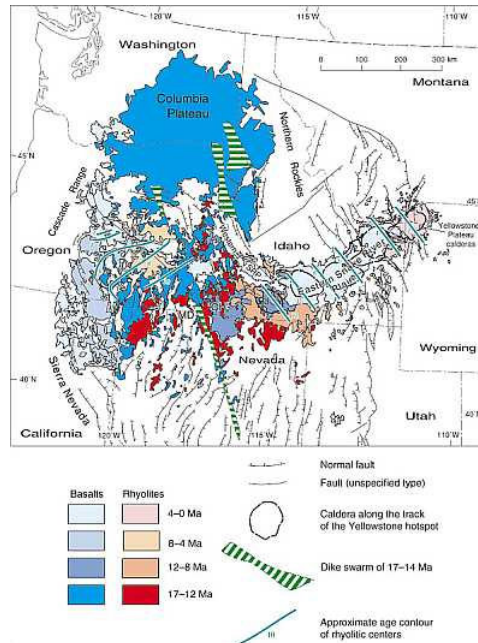 120°W
115°W
110°W
Washington
0 100 200 300 km
Montana
Columbia
Plateau
Northern Rockies
45°N
45°
Cascade Range
Yellowstone
Plateau
calderas
Idaho
Oregon
Eastern Snake River
Plain
Wyoming
Nevada
40°N
Sierra Nevada
Utah
California
120°W
115°W
110°W
Normal fault
Fault (unspecified type)
Basalts Rhyolites
4–0 Ma
Caldera along the track
of the Yellowstone hotspot
8–4 Ma
12–8 Ma
Dike swarm of 17–14 Ma
17–12 Ma
Approximate age contour
of rhyolitic centers